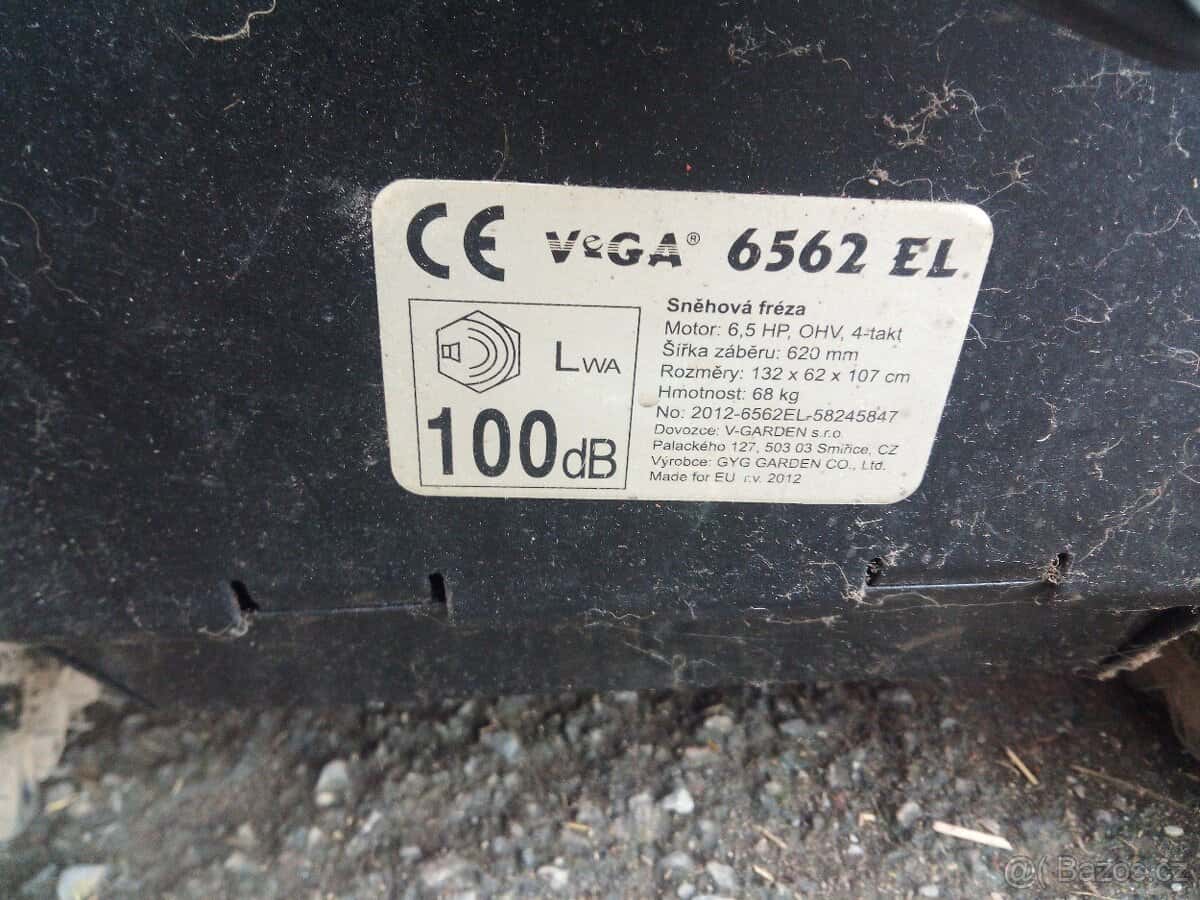 CE VeGA® 6562 EL
Sněhová fréza
Motor: 6,5 HP, OHV, 4-takt
Šířka záběru: 620 mm
Rozměry: 132 x 62 x 107 cm
Hmotnost: 68 kg
No: 2012-6562EL-58245847
Dovozce: V-GARDEN s.r.o.
Palackého 127, 503 03 Smiřice, CZ
Výrobce: GYG GARDEN CO., Ltd.
Made for EU r.v. 2012
LWA
100dB
@( Bazos.cz